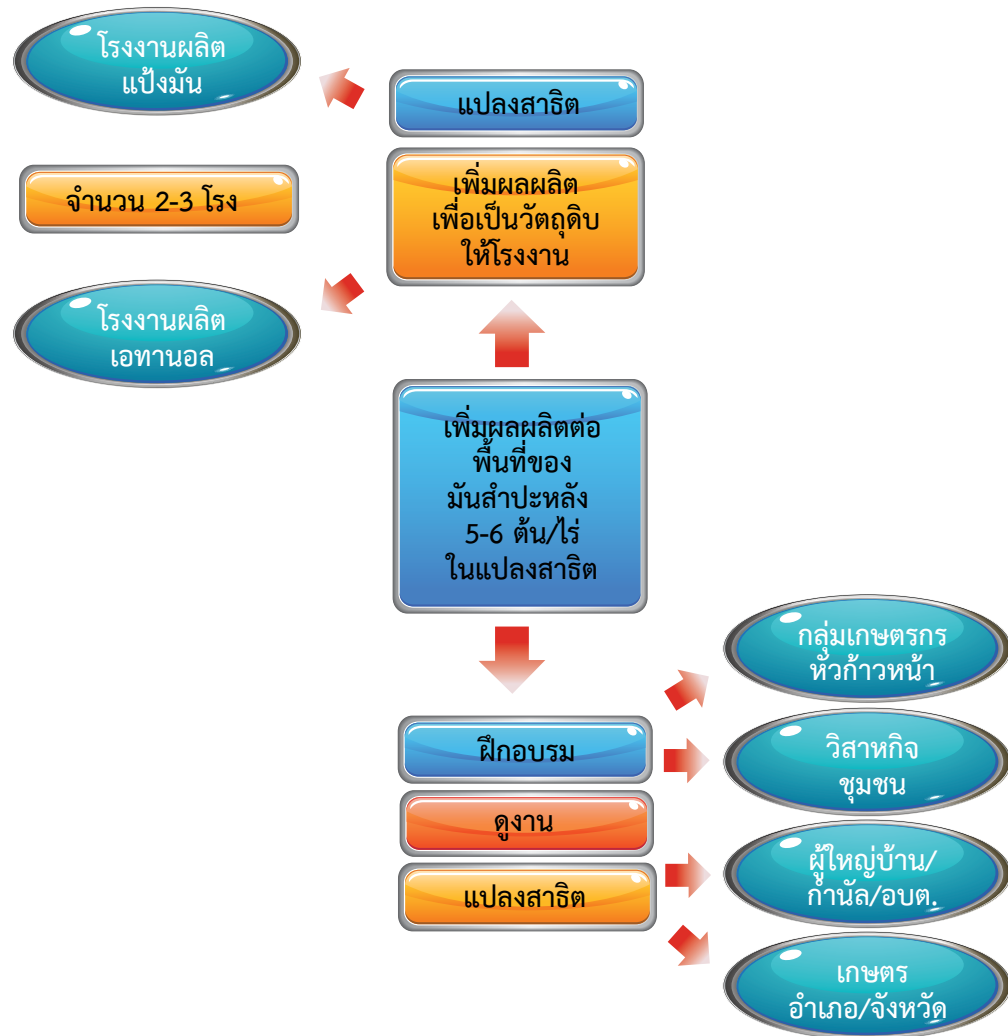 โรงงานผลิต
แป้งมัน
แปลงสาธิต
จำนวน 2-3 โรง
เพิ่มผลผลิต
เพื่อเป็นวัตถุดิบ
ให้โรงงาน
โรงงานผลิต
เอทานอล
เพิ่มผลผลิตต่อ
พื้นที่ของ
มันสำปะหลัง
5-6 ต้น/ไร่
ในแปลงสาธิต
กลุ่มเกษตรกร
หัวก้าวหน้า
ฝึกอบรม
วิสาหกิจ
ชุมชน
ดูงาน
แปลงสาธิต
ผู้ใหญ่บ้าน/
กำนัล/อบต.
เกษตร
อำเภอ/จังหวัด